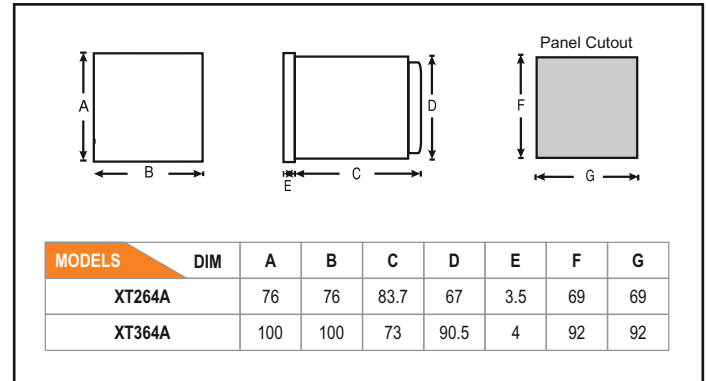 Panel Cutout
A
B
E
C
D
F
G
MODELS DIM A B C D E F G
XT264A 76 76 83.7 67 3.5 69 69
XT364A 100 100 73 90.5 4 92 92